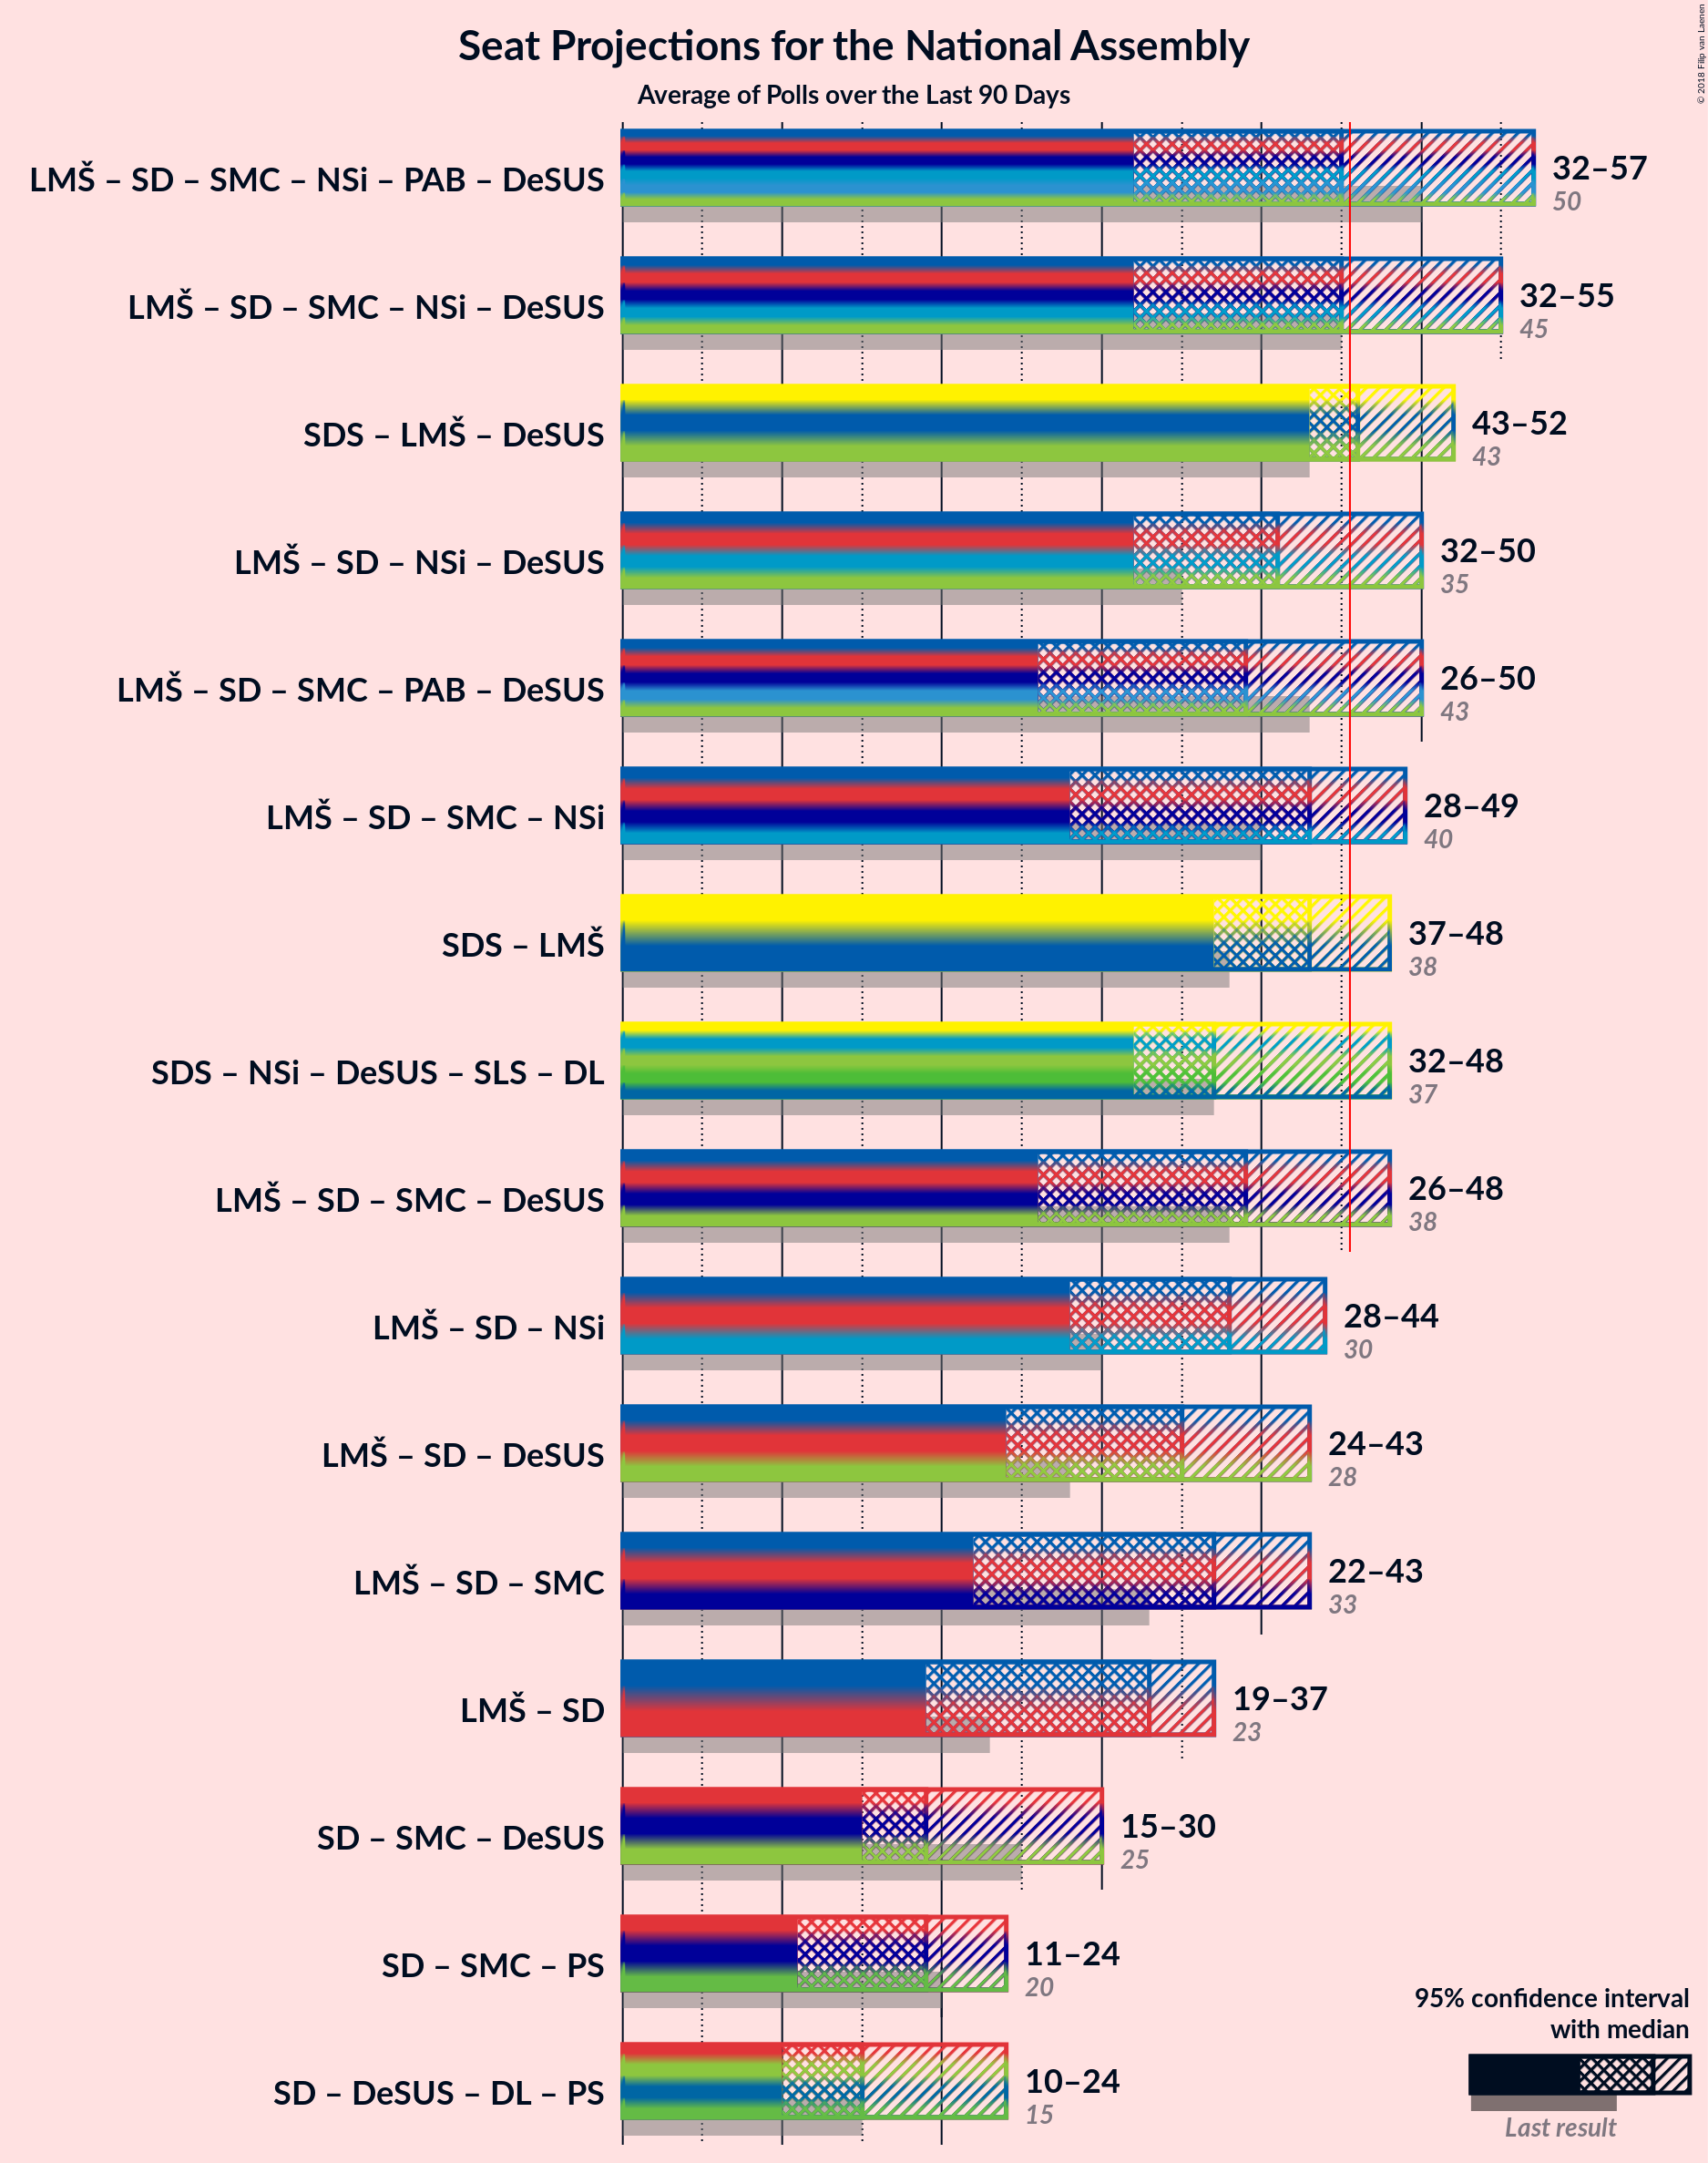 © 2018 Filip van Laenen
Seat Projections for the National Assembly
Average of Polls over the Last 90 Days
LMŠ – SD – SMC – NSi – PAB – DeSUS
32–57
50
LMŠ – SD – SMC – NSi – DeSUS
32–55
45
SDS – LMŠ – DeSUS
43–52
43
LMŠ – SD – NSi – DeSUS
32–50
35
LMŠ – SD – SMC – PAB – DeSUS
26–50
43
LMŠ – SD – SMC – NSi
28–49
40
SDS – LMŠ
37–48
38
SDS – NSi – DeSUS – SLS – DL
32–48
37
LMŠ – SD – SMC – DeSUS
26–48
38
LMŠ – SD – NSi
28–44
30
LMŠ – SD – DeSUS
24–43
28
LMŠ – SD – SMC
22–43
33
LMŠ – SD
19–37
23
SD – SMC – DeSUS
15–30
25
SD – SMC – PS
11–24
20
SD – DeSUS – DL – PS
10–24
15
95% confidence interval
with median
Last result